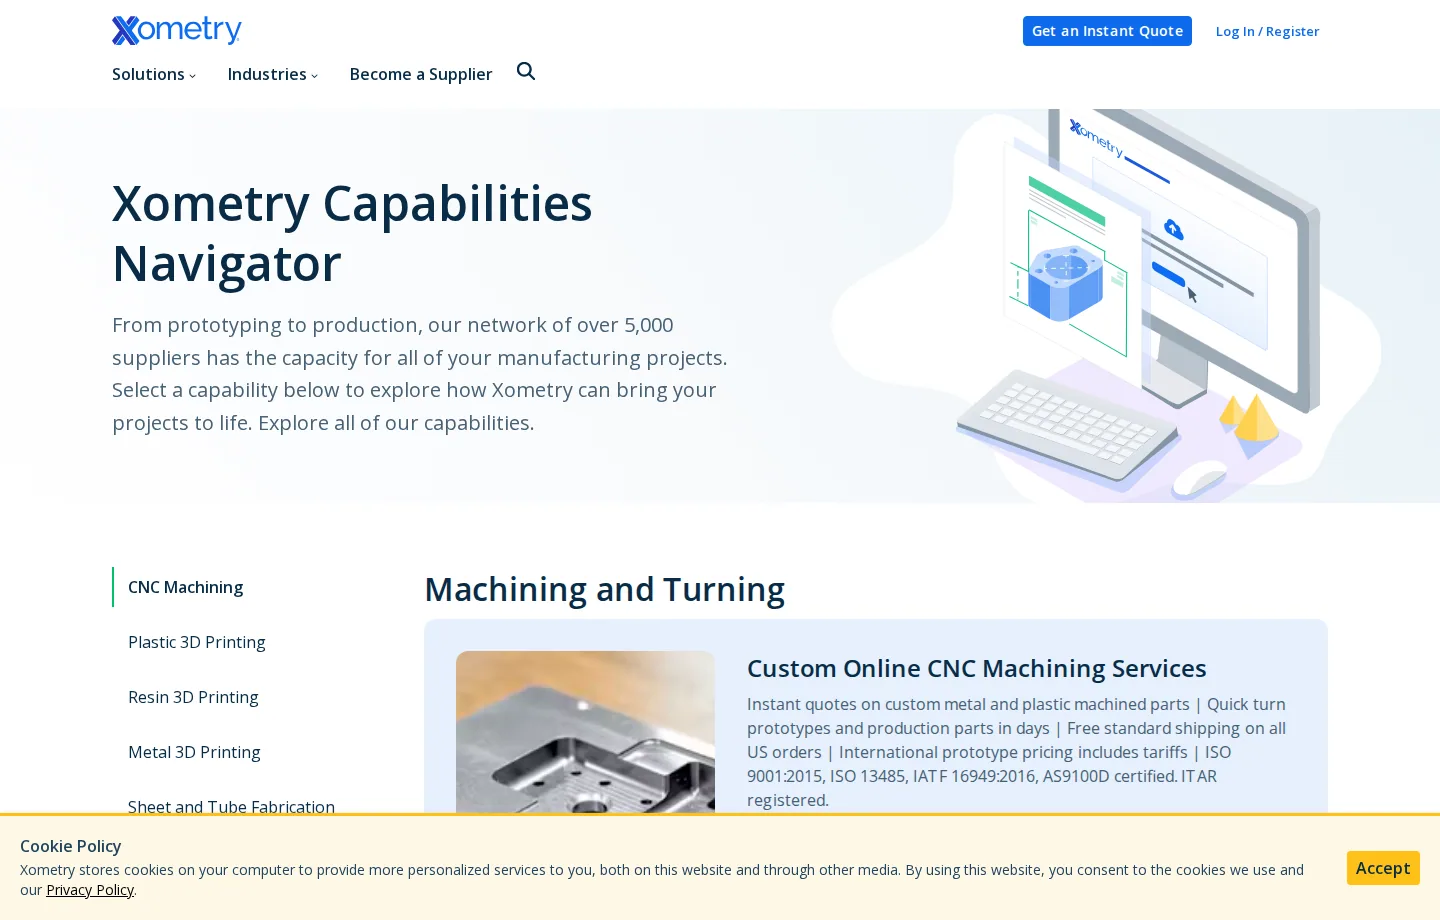 Xometry
Get an Instant Quote
Log In / Register
Solutions
Industries
Become a Supplier
Xometry Capabilities
Navigator
From prototyping to production, our network of over 5,000
suppliers has the capacity for all of your manufacturing projects.
Select a capability below to explore how Xometry can bring your
projects to life. Explore all of our capabilities.
Xometry
CNC Machining
Plastic 3D Printing
Resin 3D Printing
Metal 3D Printing
Sheet and Tube Fabrication
Machining and Turning
Custom Online CNC Machining Services
Instant quotes on custom metal and plastic machined parts | Quick turn
prototypes and production parts in days | Free standard shipping on all
US orders | International prototype pricing includes tariffs | ISO
9001:2015, ISO 13485, IATF 16949:2016, AS9100D certified. ITAR
registered.
Cookie Policy
Xometry stores cookies on your computer to provide more personalized services to you, both on this website and through other media. By using this website, you consent to the cookies we use and
our Privacy Policy.
Accept